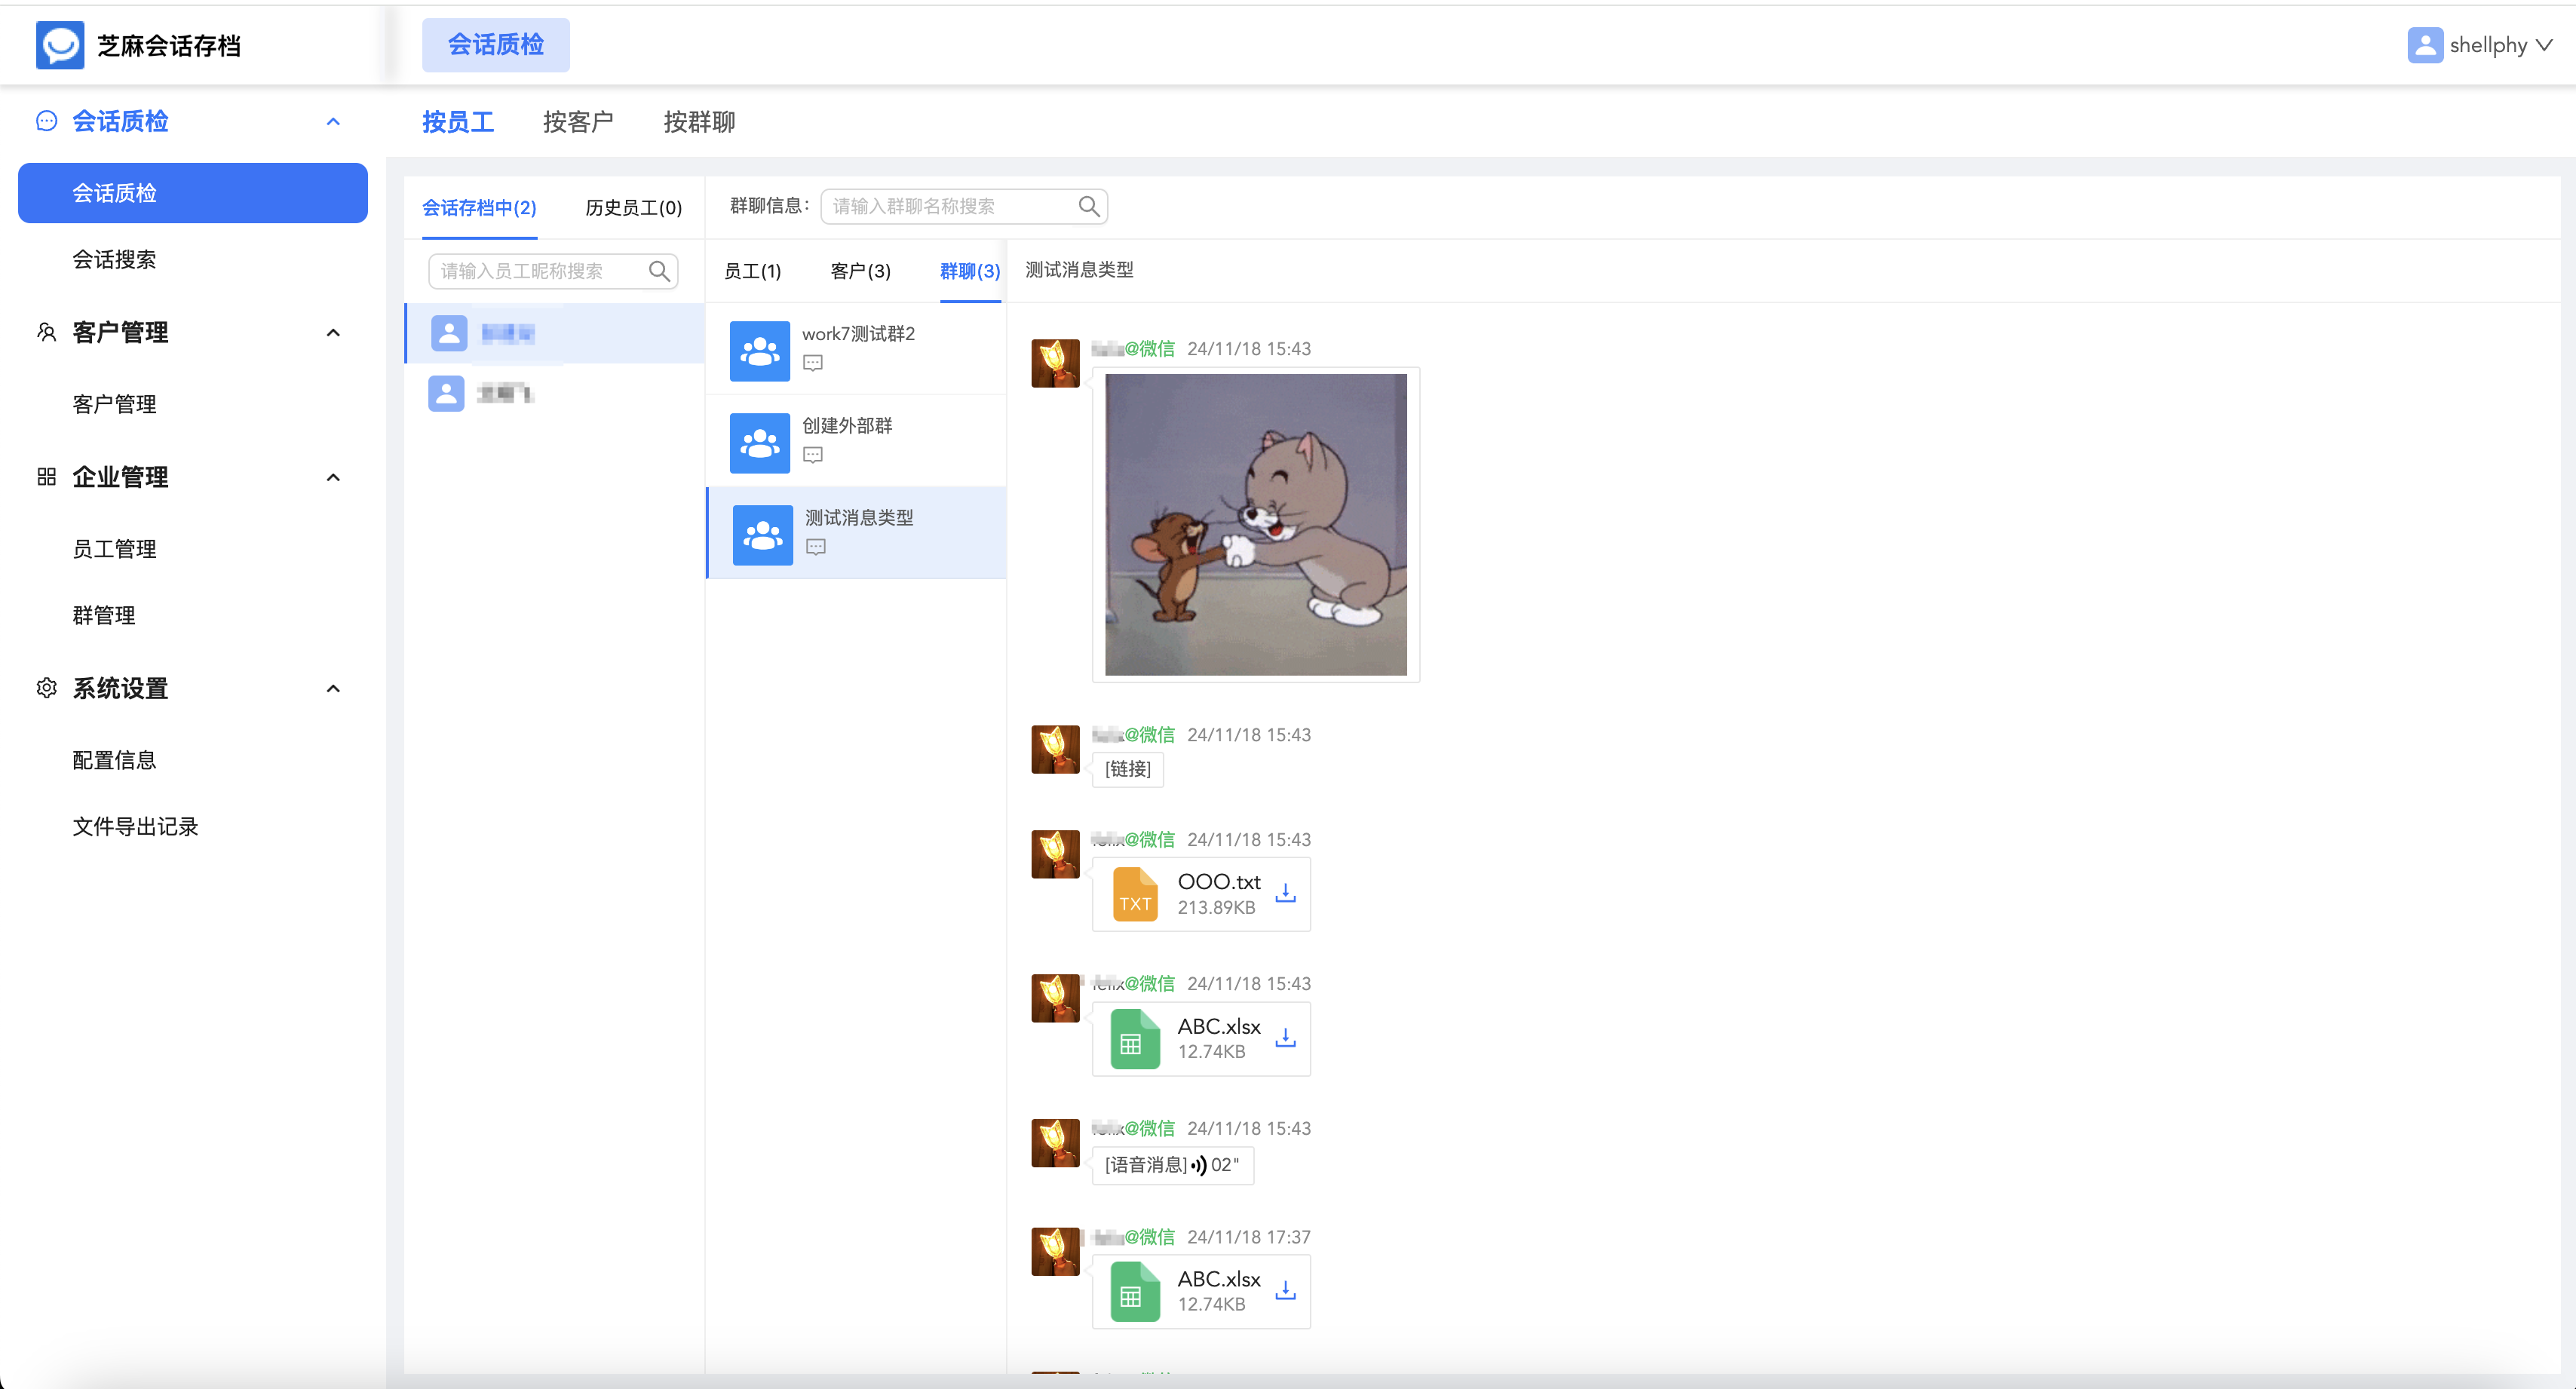 芝麻会话存档
会话质检
shellphy
会话质检
会话质检
会话搜索
客户管理
客户管理
企业管理
员工管理
群管理
系统设置
配置信息
文件导出记录
按员工 按客户 按群聊
会话存档中(2) 历史员工(0)
请输入员工昵称搜索
群聊信息: 请输入群聊名称搜索
员工(1) 客户(3) 群聊(3)
work7测试群2
创建外部群
测试消息类型
测试消息类型
@微信 24/11/18 15:43
@微信 24/11/18 15:43
[链接]
@微信 24/11/18 15:43
TXT
OOO.txt
213.89KB
@微信 24/11/18 15:43
ABC.xlsx
12.74KB
@微信 24/11/18 15:43
[语音消息] 02"
@微信 24/11/18 17:37
ABC.xlsx
12.74KB